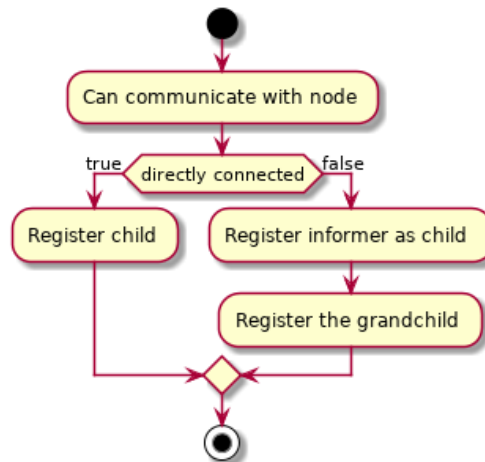 Can communicate with node
true
directly connected
false
Register child
Register informer as child
Register the grandchild